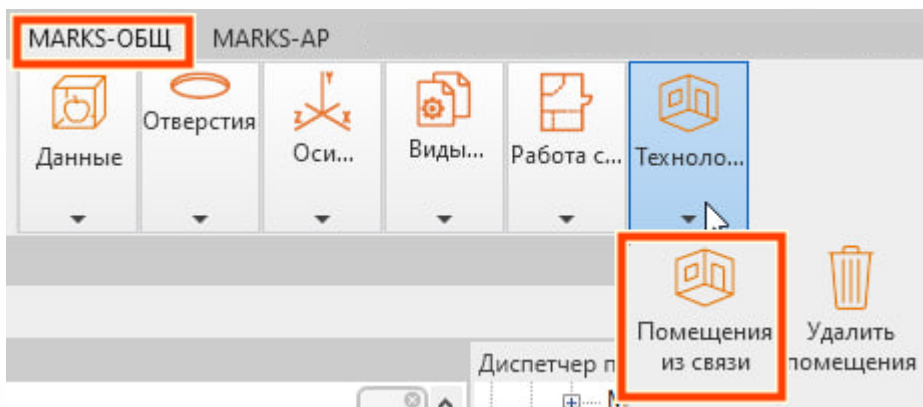 MARKS-ОБЩ MARKS-АР
Данные Отверстия Оси... Виды... Работа с... Техноло...
Помещения Удалить
из связи помещения
Диспетчер п